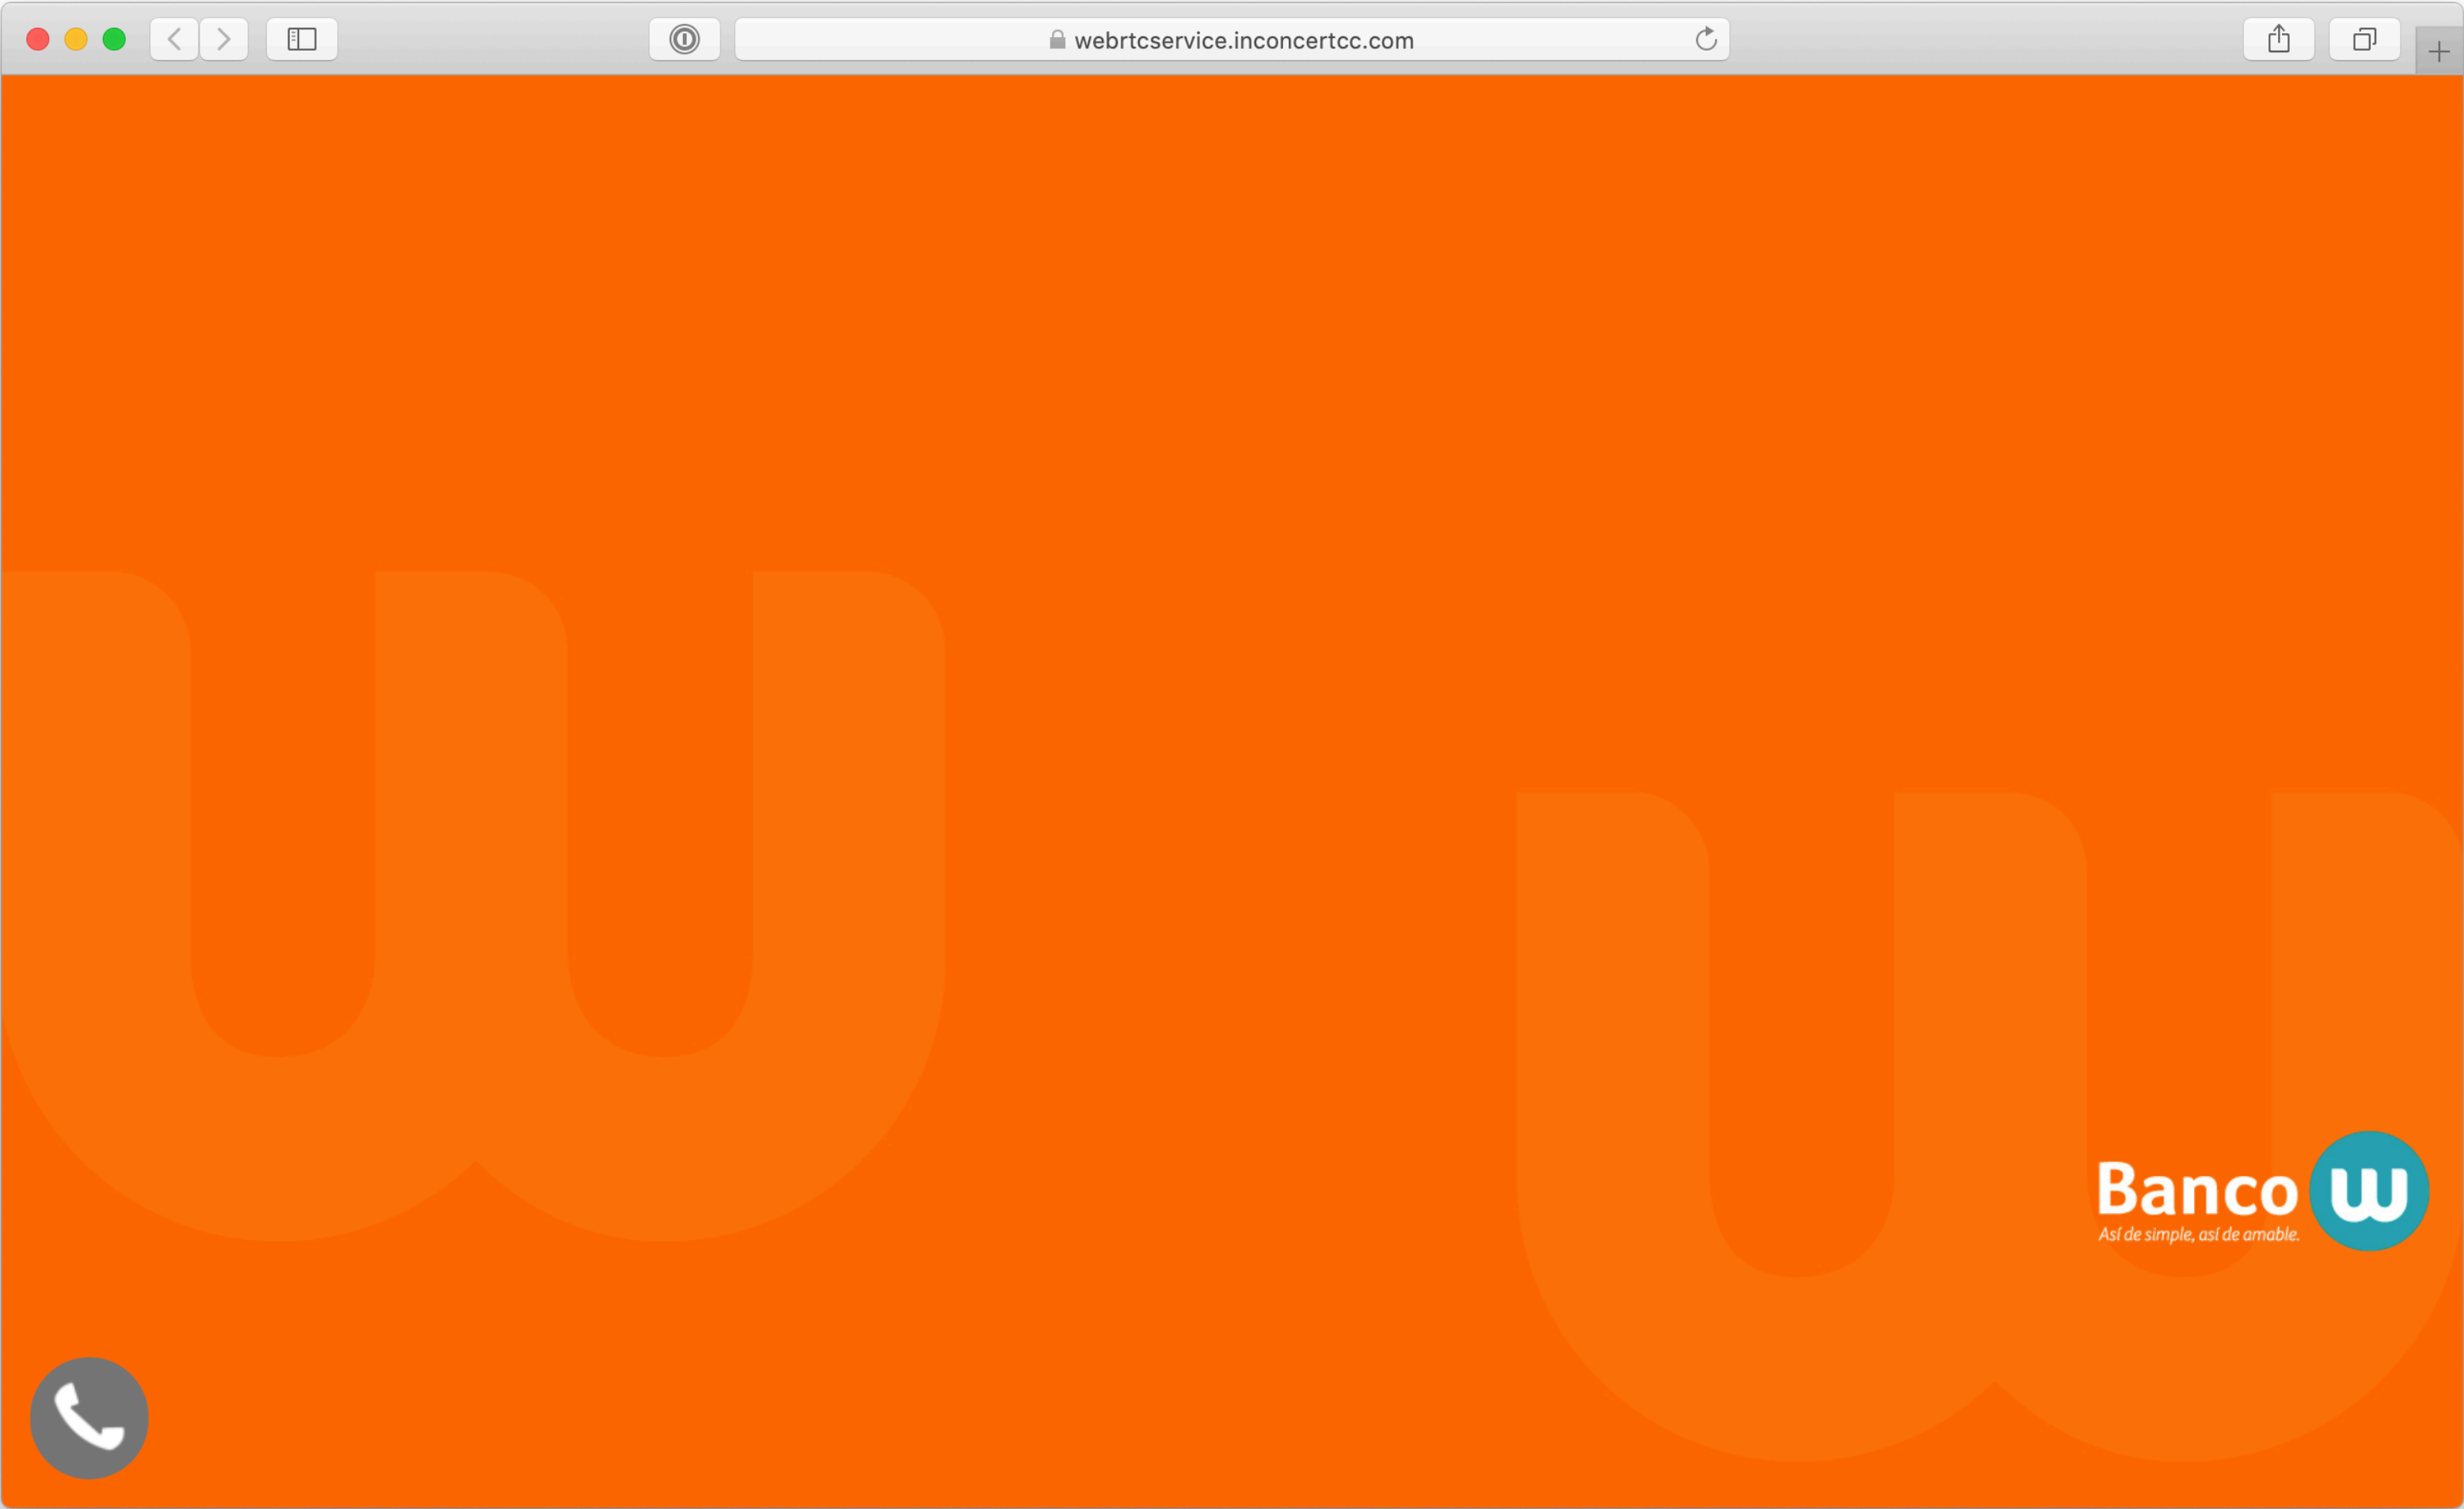 webrtcservice.inconcertcc.com
Banco w
Así de simple, así de amable.